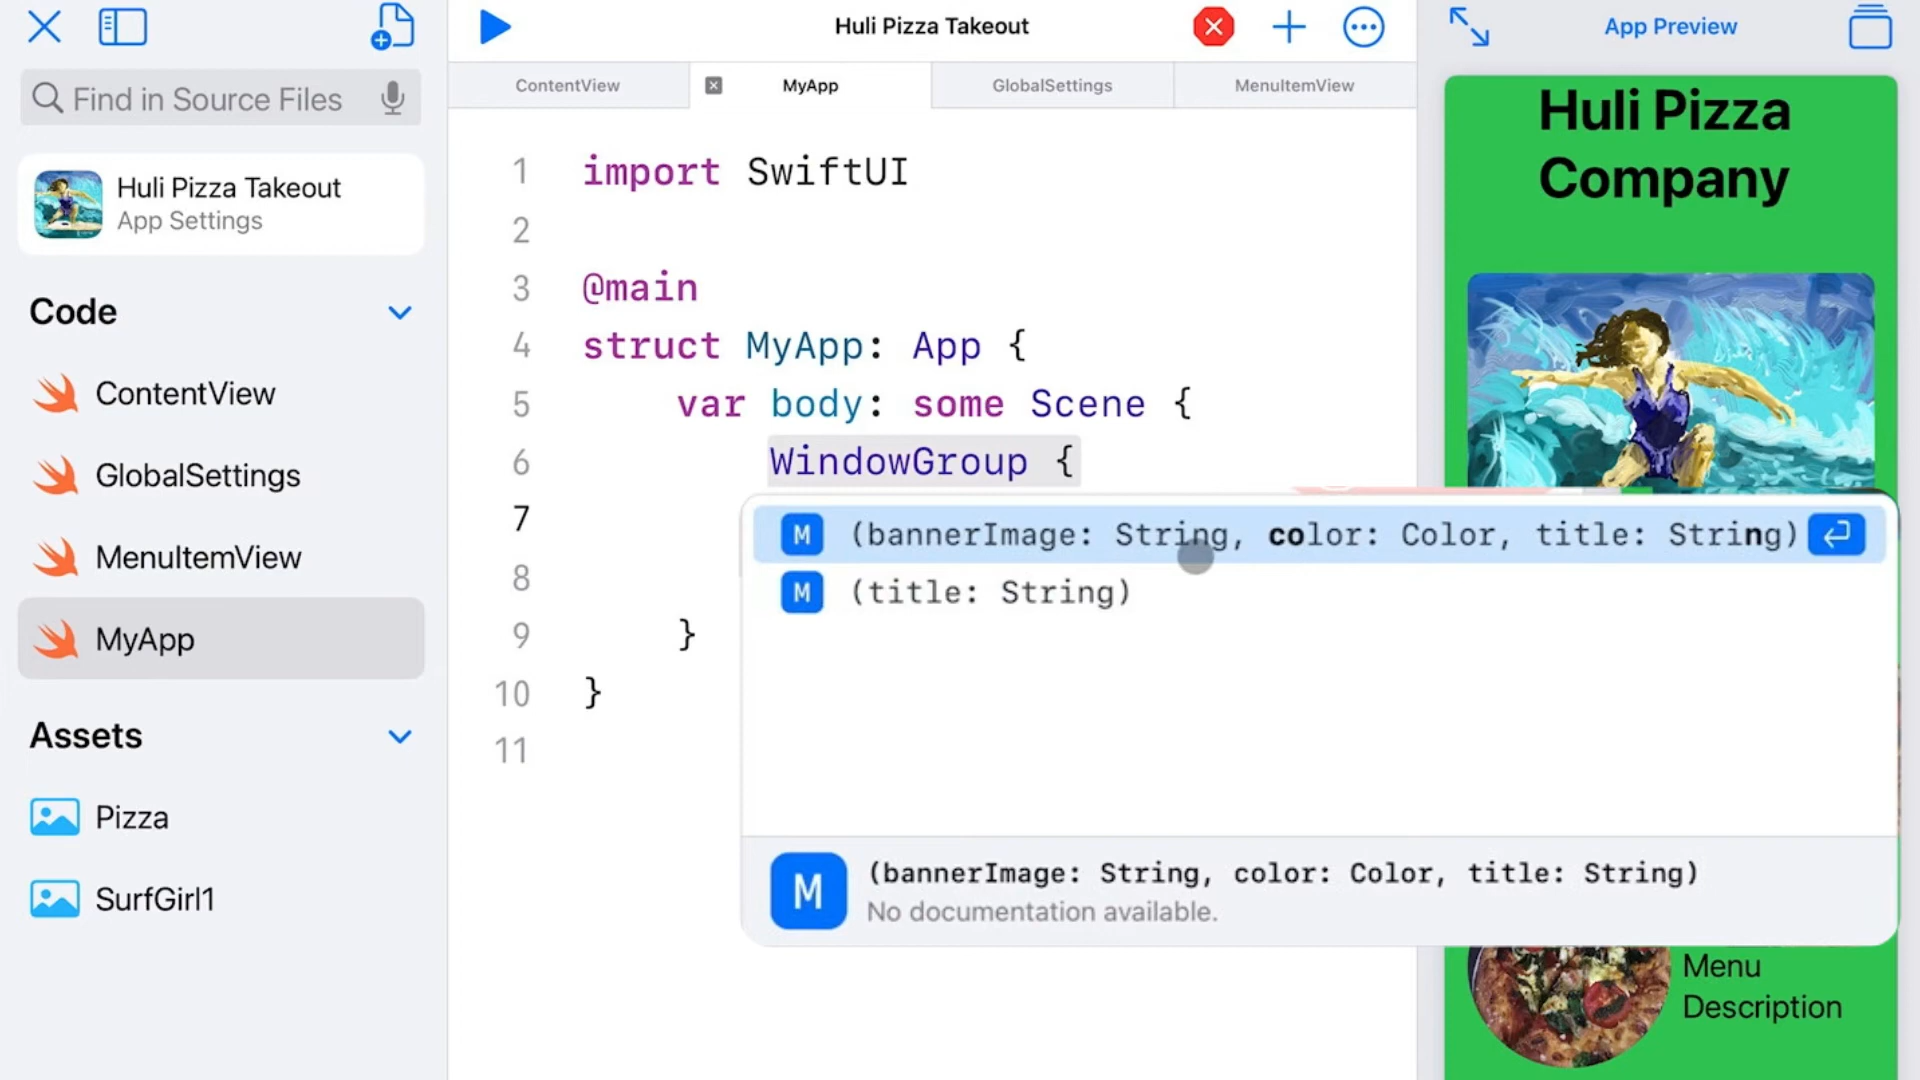 Huli Pizza Takeout
App Preview
Find in Source Files
ContentView
MyApp
GlobalSettings
MenuItemView
Huli Pizza Takeout
App Settings
Code
ContentView
GlobalSettings
MenuItemView
MyApp
Assets
Pizza
SurfGirl1
1 import SwiftUI
2
3 @main
4 struct MyApp: App {
5 var body: some Scene {
6 WindowGroup {
7
8
9 }
10 }
11
M (bannerImage: String, color: Color, title: String)
M (title: String)
M (bannerImage: String, color: Color, title: String)
No documentation available.
Huli Pizza
Company
Menu
Description